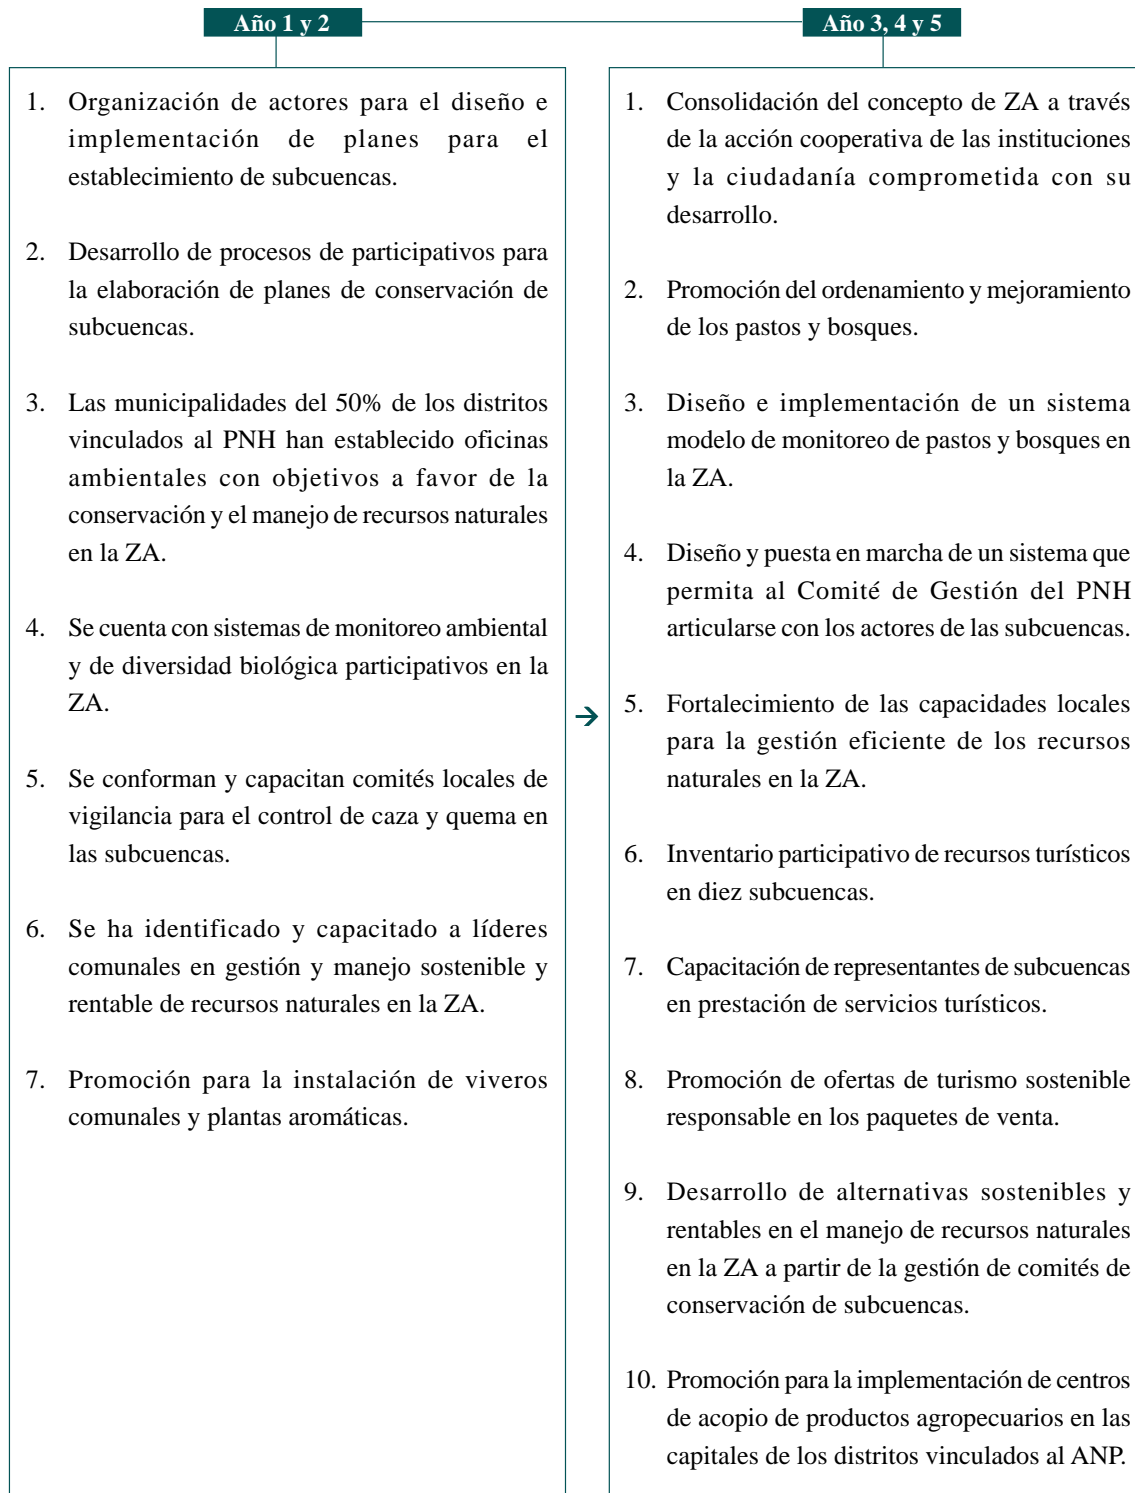 Año 1 y 2
Año 3, 4 y 5
1. Organización de actores para el diseño e
implementación de planes para el
establecimiento de subcuencas.
2. Desarrollo de procesos de participativos para
la elaboración de planes de conservación de
subcuencas.
3. Las municipalidades del 50% de los distritos
vinculados al PNH han establecido oficinas
ambientales con objetivos a favor de la
conservación y el manejo de recursos naturales
en la ZA.
4. Se cuenta con sistemas de monitoreo ambiental
y de diversidad biológica participativos en la
ZA.
5. Se conforman y capacitan comités locales de
vigilancia para el control de caza y quema en
las subcuencas.
6. Se ha identificado y capacitado a líderes
comunales en gestión y manejo sostenible y
rentable de recursos naturales en la ZA.
7. Promoción para la instalación de viveros
comunales y plantas aromáticas.
→
1. Consolidación del concepto de ZA a través
de la acción cooperativa de las instituciones
y la ciudadanía comprometida con su
desarrollo.
2. Promoción del ordenamiento y mejoramiento
de los pastos y bosques.
3. Diseño e implementación de un sistema
modelo de monitoreo de pastos y bosques en
la ZA.
4. Diseño y puesta en marcha de un sistema que
permita al Comité de Gestión del PNH
articularse con los actores de las subcuencas.
5. Fortalecimiento de las capacidades locales
para la gestión eficiente de los recursos
naturales en la ZA.
6. Inventario participativo de recursos turísticos
en diez subcuencas.
7. Capacitación de representantes de subcuencas
en prestación de servicios turísticos.
8. Promoción de ofertas de turismo sostenible
responsable en los paquetes de venta.
9. Desarrollo de alternativas sostenibles y
rentables en el manejo de recursos naturales
en la ZA a partir de la gestión de comités de
conservación de subcuencas.
10. Promoción para la implementación de centros
de acopio de productos agropecuarios en las
capitales de los distritos vinculados al ANP.